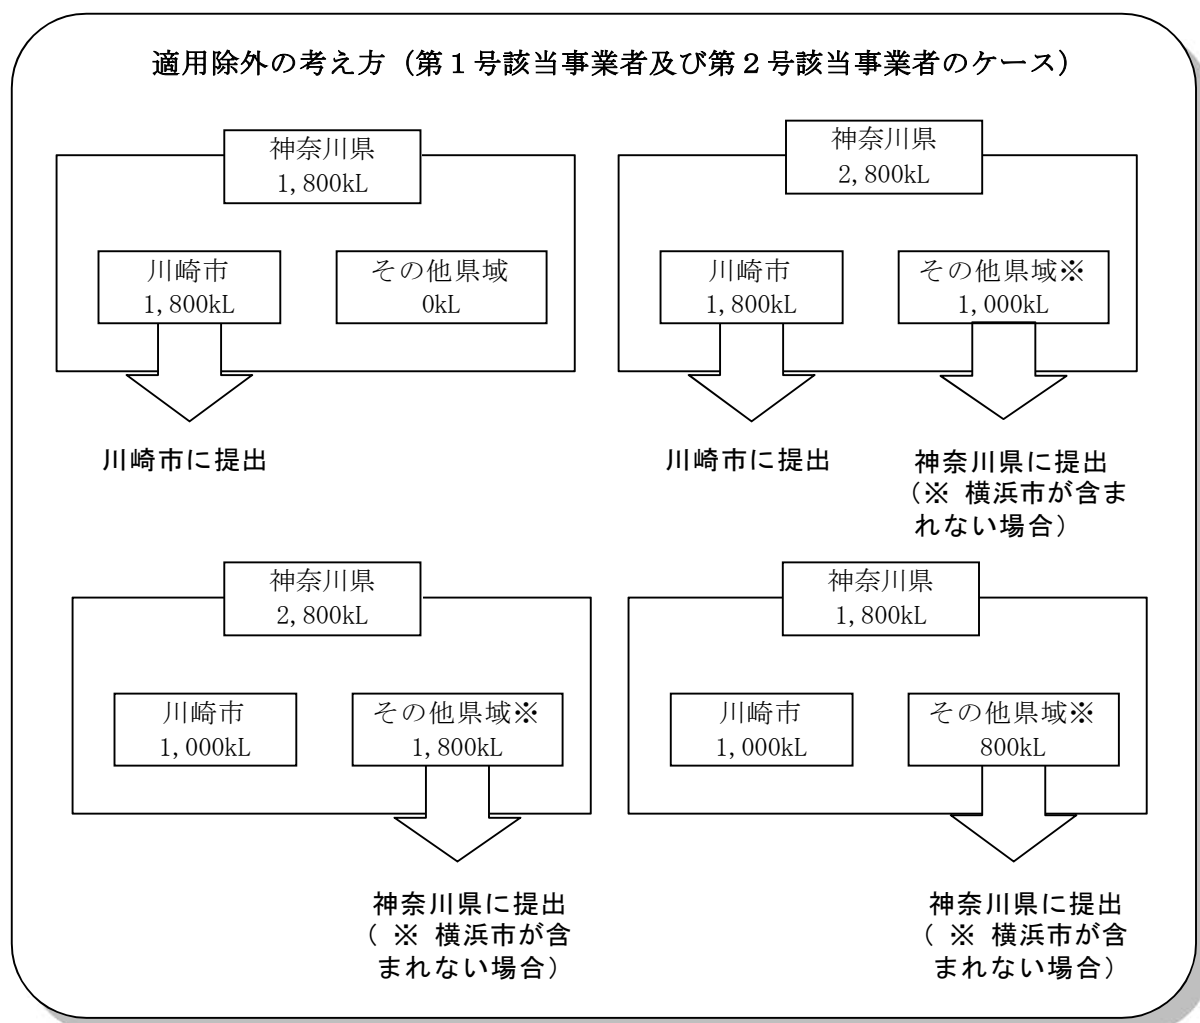 適用除外の考え方（第１号該当事業者及び第２号該当事業者のケース）
神奈川県
1,800kL
川崎市
1,800kL
その他県域
0kL
川崎市に提出
神奈川県
2,800kL
川崎市
1,800kL
その他県域※
1,000kL
川崎市に提出
神奈川県に提出
（※ 横浜市が含ま
れない場合）
神奈川県
2,800kL
川崎市
1,000kL
その他県域※
1,800kL
神奈川県に提出
（ ※ 横浜市が含
まれない場合）
神奈川県
1,800kL
川崎市
1,000kL
その他県域※
800kL
神奈川県に提出
（ ※ 横浜市が含
まれない場合）